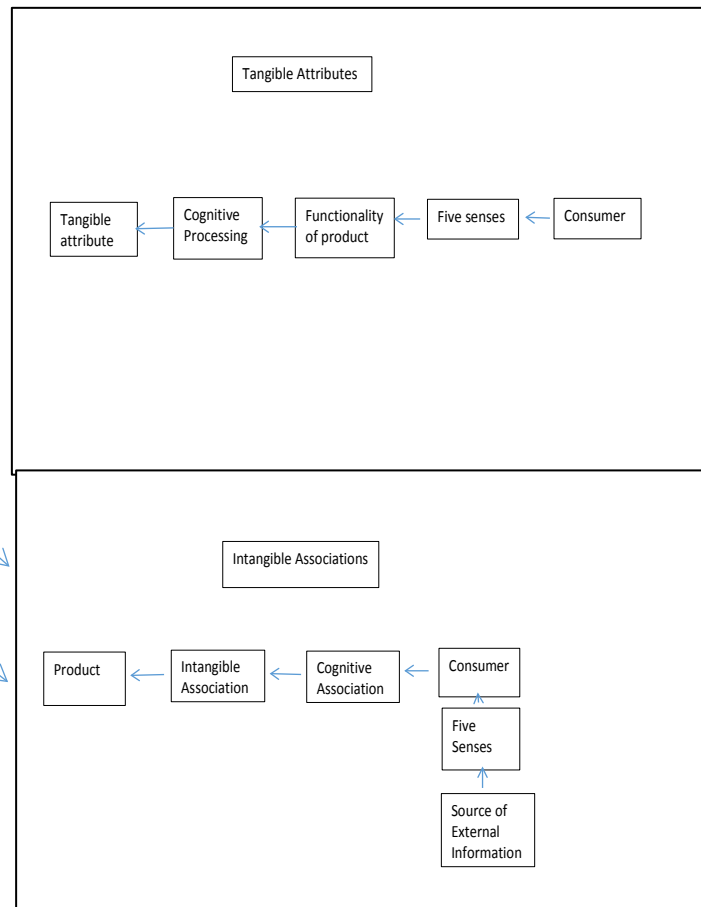 Tangible Attributes
Tangible
attribute
Cognitive
Processing
Functionality
of product
Five senses
Consumer
Intangible Associations
Product
Intangible
Association
Cognitive
Association
Consumer
Five
Senses
Source of
External
Information